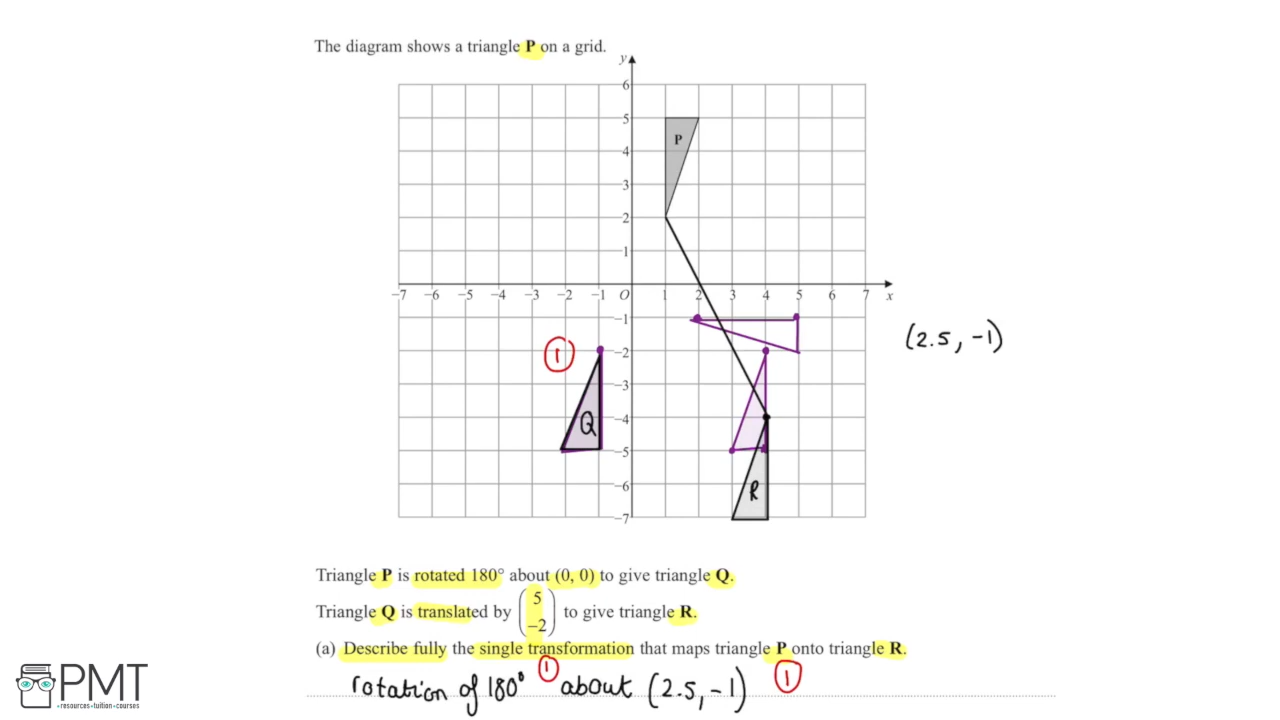 The diagram shows a triangle P on a grid.
y
6
5
P
4
3
2
1
−7 −6 −5 −4 −3 −2 −1 O 1 2 3 4 5 6 7 x
−1
(2.5, −1)
1
−2
−3
Q
−4
−5
−6
R
−7
Triangle P is rotated 180° about (0, 0) to give triangle Q.
Triangle Q is translated by (5 −2) to give triangle R.
(a) Describe fully the single transformation that maps triangle P onto triangle R.
rotation of 180° 1 about (2.5, −1) 1
PMT
•resources•tuition•courses